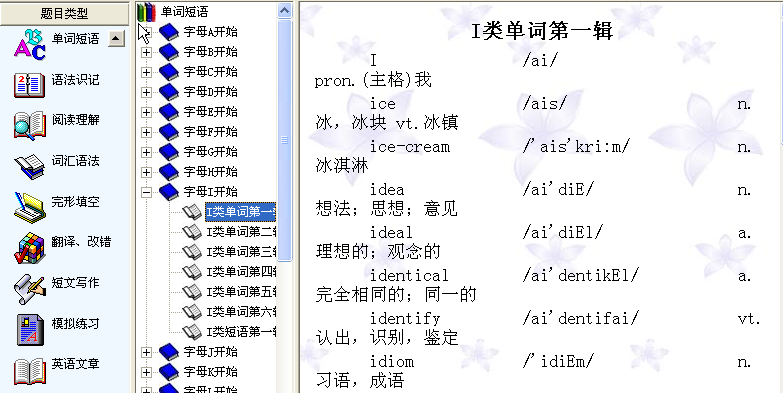 题目类型
单词短语
语法识记
阅读理解
词汇语法
完形填空
翻译、改错
短文写作
模拟练习
英语文章
单词短语
字母A开始
字母B开始
字母C开始
字母D开始
字母E开始
字母F开始
字母G开始
字母H开始
字母I开始
I类单词第一
I类单词第二
I类单词第三
I类单词第四
I类单词第五
I类单词第六
I类短语第一
字母J开始
字母K开始
字母L开始
I类单词第一辑
I /ai/
pron.(主格)我
ice /ais/ n.
冰，冰块 vt.冰镇
ice-cream /'ais'kri:m/ n.
冰淇淋
idea /ai'diE/ n.
想法；思想；意见
ideal /ai'diEl/ a.
理想的；观念的
identical /ai'dentikEl/ a.
完全相同的；同一的
identify /ai'dentifai/ vt.
认出，识别，鉴定
idiom /'idiEm/ n.
习语，成语